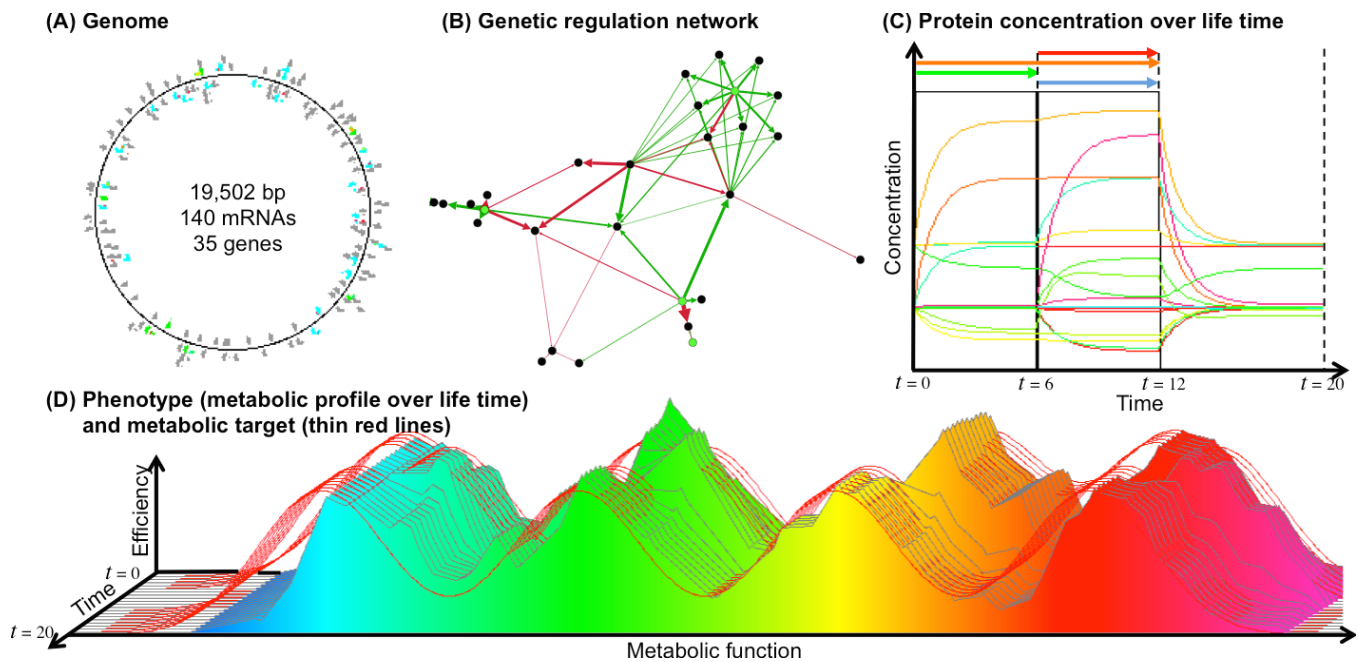 (A) Genome
(B) Genetic regulation network
(C) Protein concentration over life time
19,502 bp
140 mRNAs
35 genes
Concentration
t = 0
t = 6
t = 12
t = 20
Time
(D) Phenotype (metabolic profile over life time)
and metabolic target (thin red lines)
Efficiency
t = 0
Time
t = 20
Metabolic function